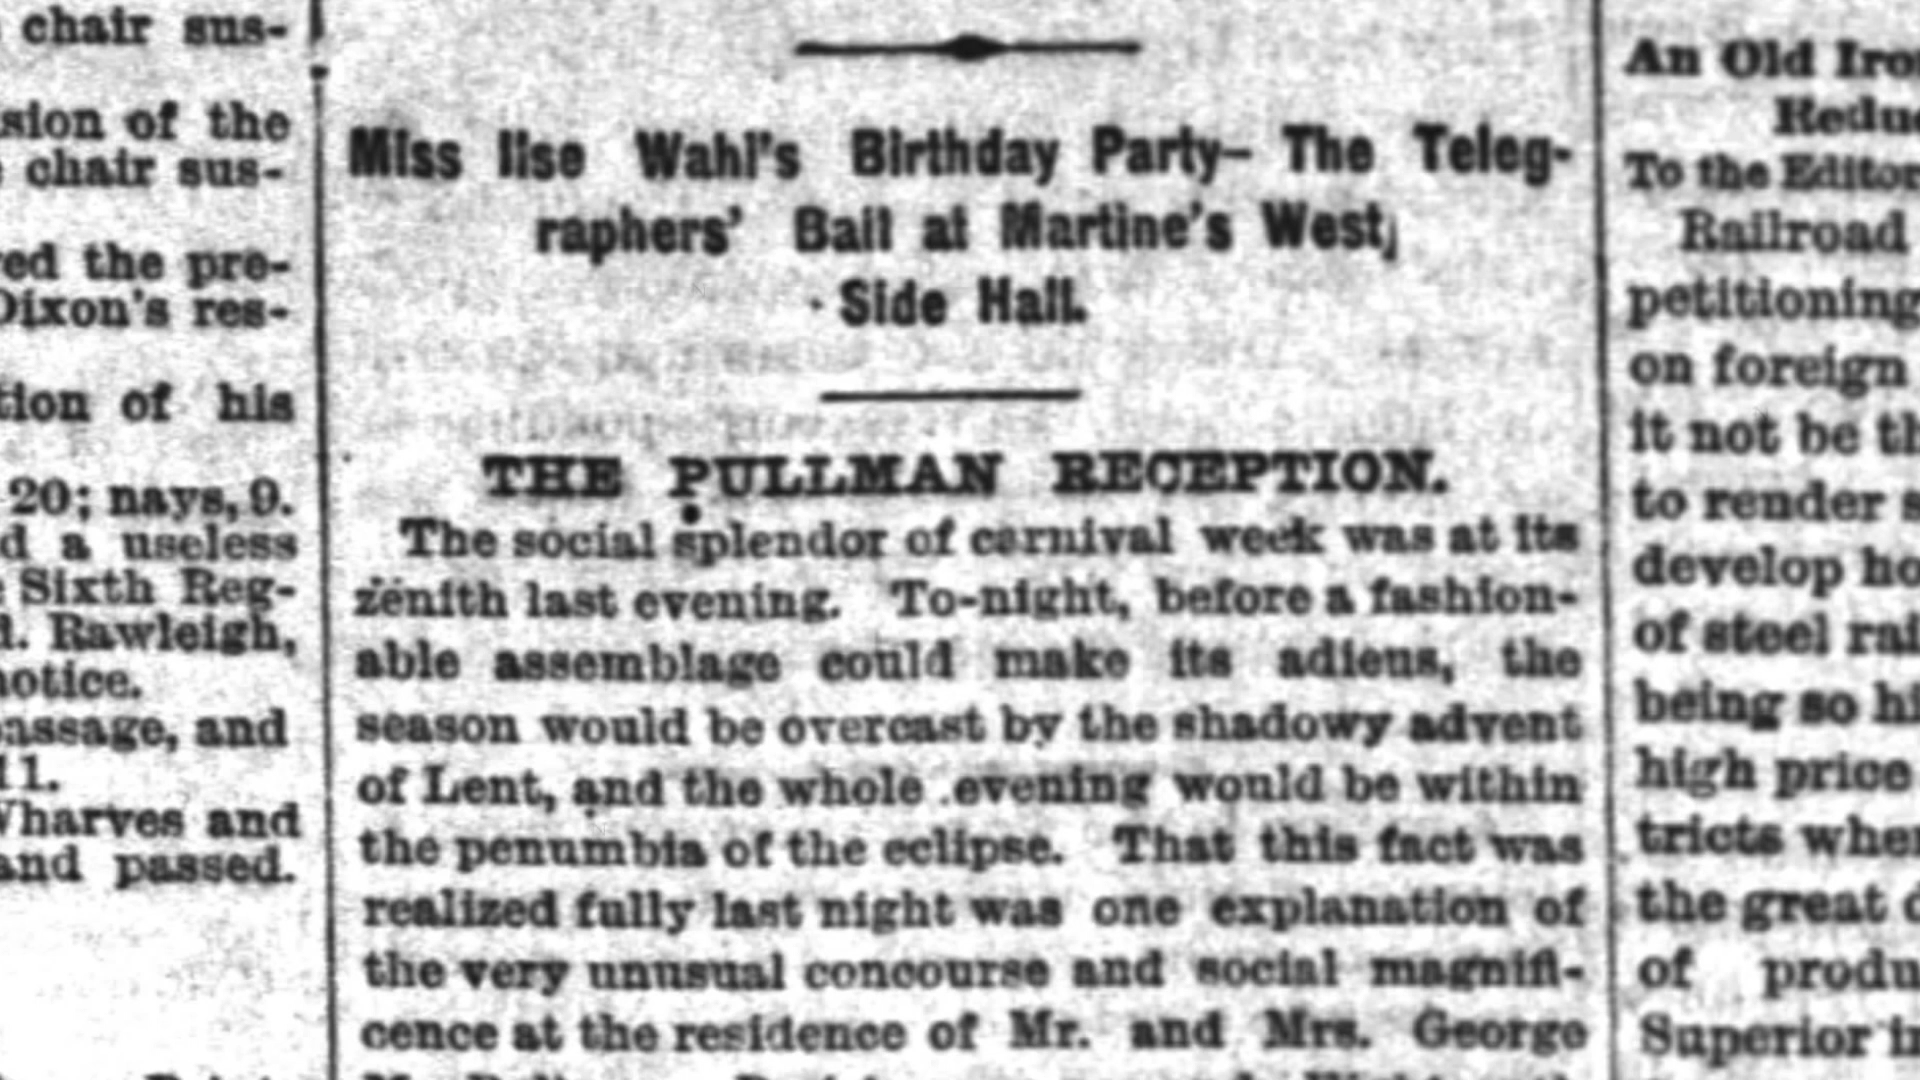 chair sus-
sion of the
chair sus-
ed the pre-
Dixon's res-
tion of his
20; nays, 9.
d a useless
Sixth Reg-
d. Rawleigh,
notice.
passage, and
11.
Wharves and
and passed.
Miss Ilse Wahl's Birthday Party— The Teleg-
raphers' Ball at Martine's West
Side Hall.
THE PULLMAN RECEPTION.
The social splendor of carnival week was at its
zenith last evening. To-night, before a fashion-
able assemblage could make its adieus, the
season would be overcast by the shadowy advent
of Lent, and the whole evening would be within
the penumbia of the eclipse. That this fact was
realized fully last night was one explanation of
the very unusual concourse and social magnifi-
cence at the residence of Mr. and Mrs. George
An Old Iron
Reduc
To the Editor
Railroad
petitioning
on foreign
it not be th
to render s
develop ho
of steel rai
being so hi
high price
tricts wher
the great d
of produ
Superior in